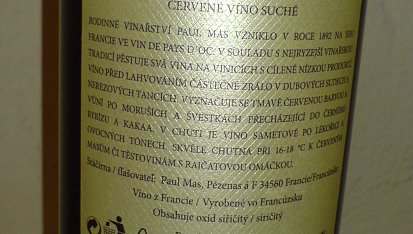 ČERVENÉ VÍNO SUCHÉ
RODINNÉ VINAŘSTVÍ PAUL MAS VZNIKLO V ROCE 1892 NA JIHU
FRANCIE VE VIN DE PAYS D´OC. V SOULADU S NEJRYZEJŠÍ VINAŘSKOU
TRADICÍ PĚSTUJE SVÁ VÍNA NA VINICÍCH S CÍLENĚ NÍZKOU PRODUKCÍ.
VÍNO PŘED LAHVOVÁNÍM ČÁSTEČNĚ ZRÁLO V DUBOVÝCH SUDECH A
NEREZOVÝCH TANCÍCH. VYZNAČUJE SE TMAVĚ ČERVENOU BARVOU A
VŮNÍ PO MORUŠÍCH A ŠVESTKÁCH PŘECHÁZEJÍCÍ DO ČERNÉHO
RYBÍZU A KAKAA. V CHUTI JE VÍNO SAMETOVÉ PO LÉKOŘICI A
OVOCNÝCH TÓNECH. SKVĚLE CHUTNÁ PŘI 16-18 °C K ČERVENÝM
MASŮM ČI TĚSTOVINÁM S RAJČATOVOU OMÁČKOU.
Stáčírna / fľašovateľ: Paul Mas, Pézenas á F 34560 Francie/Francúzsko
Víno z Francie / Vyrobené vo Francúzsku
Obsahuje oxid siřičitý / siričitý